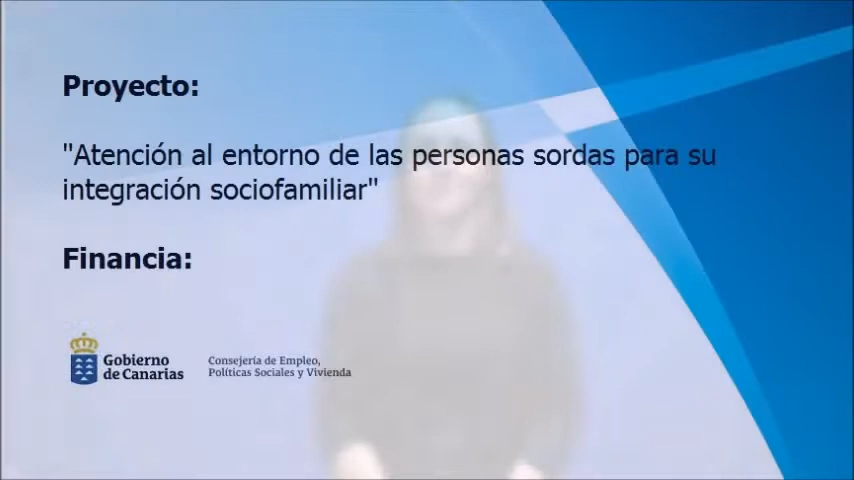 Proyecto:
"Atención al entorno de las personas sordas para su
integración sociofamiliar"
Financia:
Gobierno
de Canarias
Consejería de Empleo,
Políticas Sociales y Vivienda